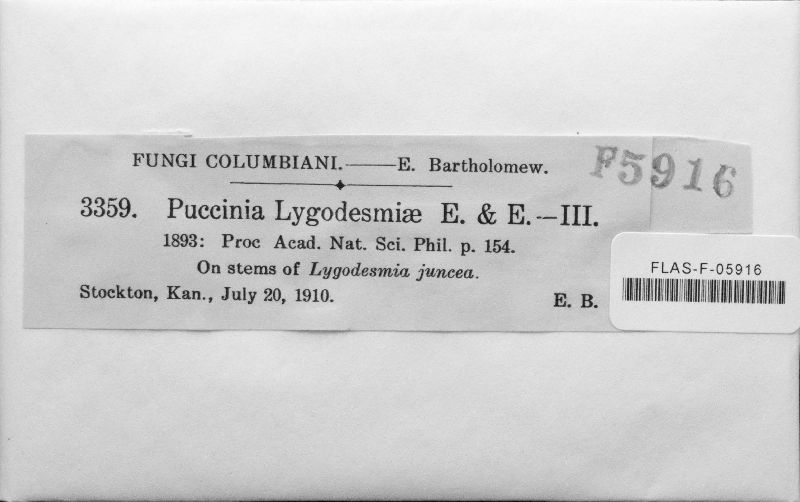 FUNGI COLUMBIANI.——E. Bartholomew.
F5916
3359. Puccinia Lygodesmiæ E. & E.—III.
1893: Proc Acad. Nat. Sci. Phil. p. 154.
On stems of Lygodesmia juncea.
Stockton, Kan., July 20, 1910. E. B.
FLAS-F-05916